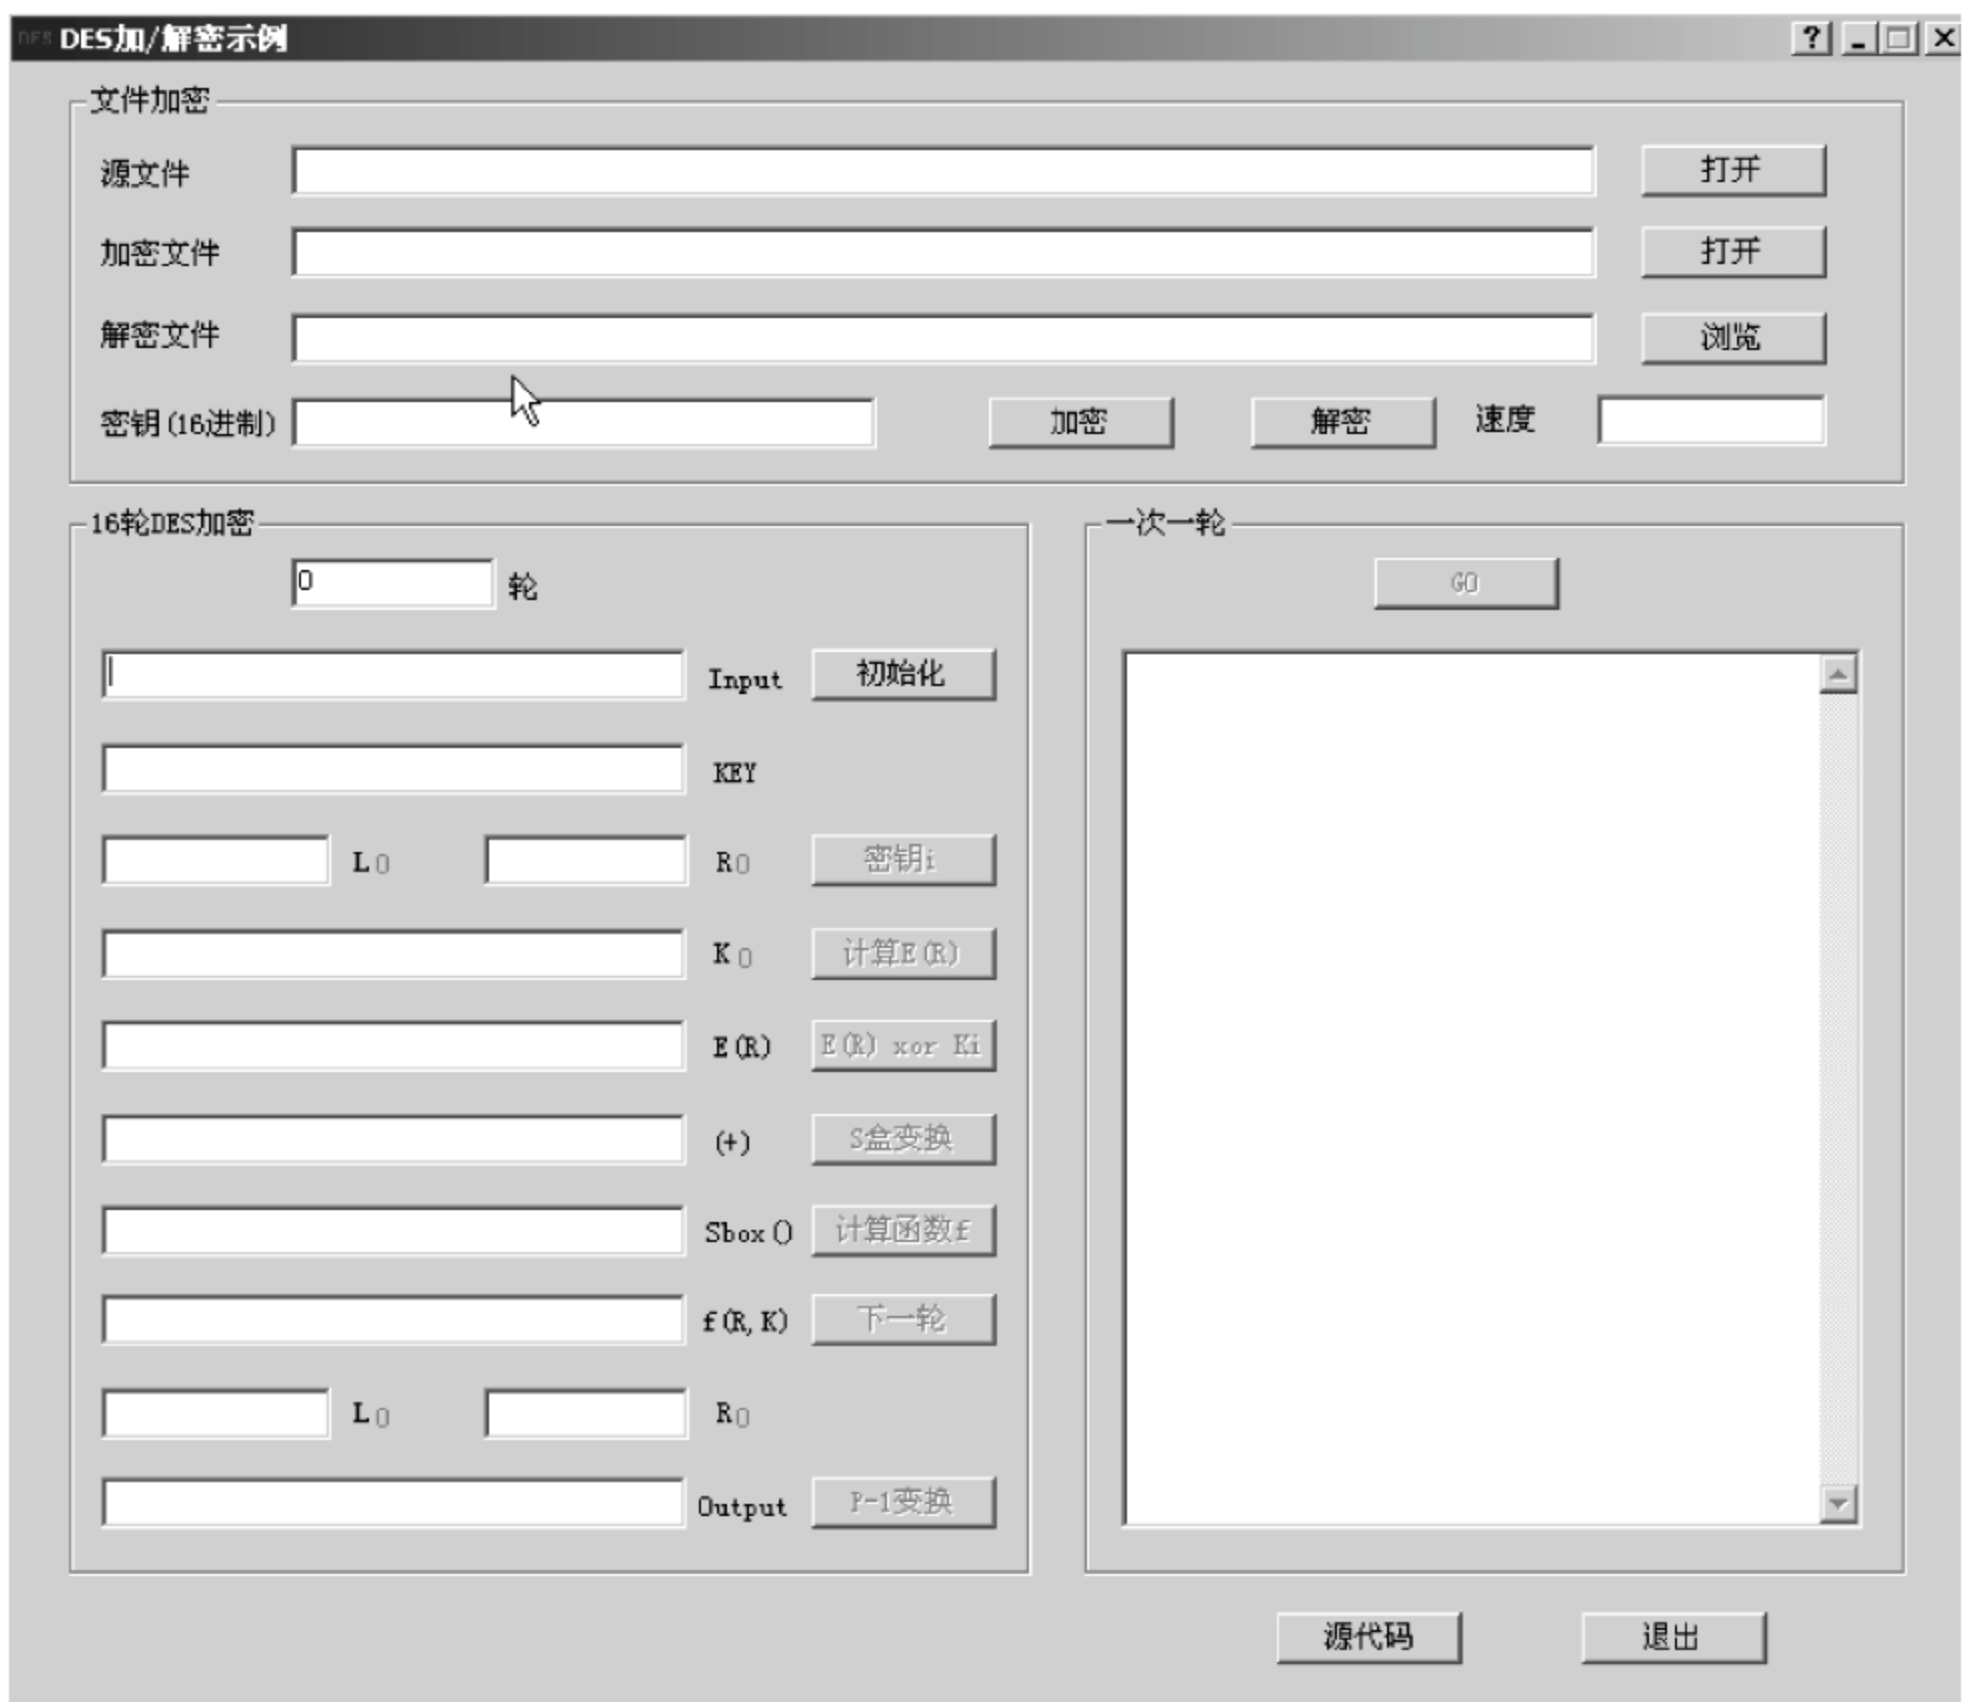 DES DES加/解密示例 ?
文件加密
源文件 打开
加密文件 打开
解密文件 浏览
密钥(16进制) 加密 解密 速度
16轮DES加密
0 轮
Input 初始化
KEY
L0 R0 密钥i
K0 计算E(R)
E(R) E(R) xor Ki
(+) S盒变换
Sbox() 计算函数f
f(R,K) 下一轮
L0 R0
Output P-1变换
一次一轮
GO
源代码 退出